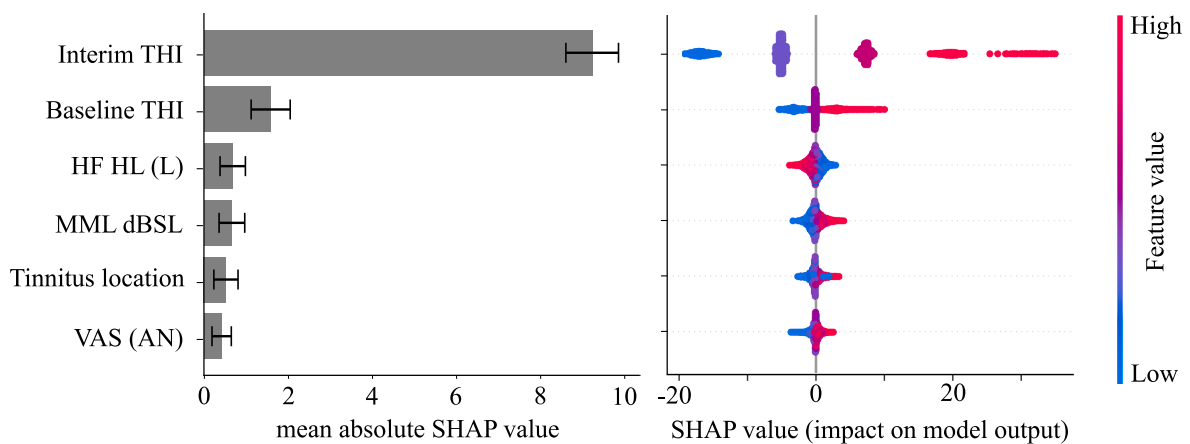 Interim THI
Baseline THI
HF HL (L)
MML dBSL
Tinnitus location
VAS (AN)
0 2 4 6 8 10
mean absolute SHAP value
-20 0 20
SHAP value (impact on model output)
High
Feature value
Low